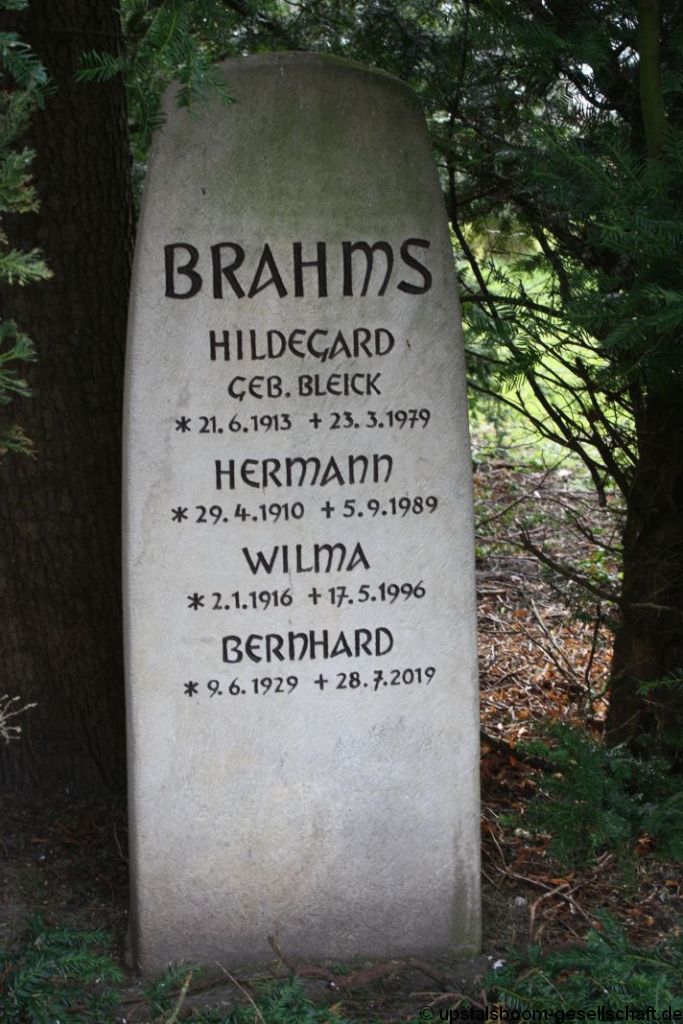 BRAHMS
HILDEGARD
GEB. BLEICK
* 21.6.1913 + 23.3.1979
HERMANN
* 29.4.1910 + 5.9.1989
WILMA
* 2.1.1916 + 17.5.1996
BERNHARD
* 9.6.1929 + 28.7.2019
© upstalsboom-gesellschaft.de